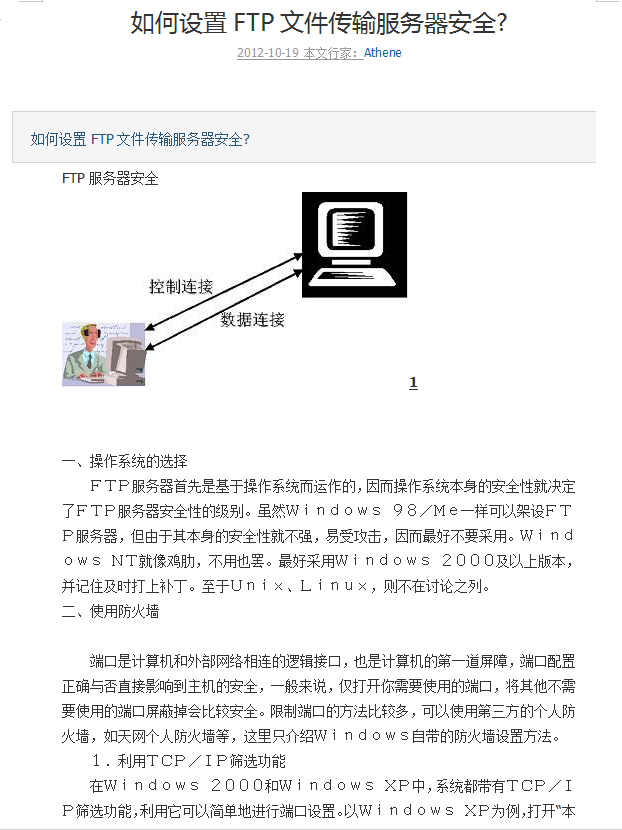 如何设置 FTP 文件传输服务器安全?
2012-10-19 本文行家：Athene
如何设置 FTP 文件传输服务器安全?
FTP 服务器安全
控制连接
数据连接
1
一、操作系统的选择
ＦＴＰ服务器首先是基于操作系统而运作的，因而操作系统本身的安全性就决定
了ＦＴＰ服务器安全性的级别。虽然Ｗｉｎｄｏｗｓ ９８／Ｍｅ一样可以架设ＦＴ
Ｐ服务器，但由于其本身的安全性就不强，易受攻击，因而最好不要采用。Ｗｉｎｄ
ｏｗｓ ＮＴ就像鸡肋，不用也罢。最好采用Ｗｉｎｄｏｗｓ ２０００及以上版本，
并记住及时打上补丁。至于Ｕｎｉｘ、Ｌｉｎｕｘ，则不在讨论之列。
二、使用防火墙
端口是计算机和外部网络相连的逻辑接口，也是计算机的第一道屏障，端口配置
正确与否直接影响到主机的安全，一般来说，仅打开你需要使用的端口，将其他不需
要使用的端口屏蔽掉会比较安全。限制端口的方法比较多，可以使用第三方的个人防
火墙，如天网个人防火墙等，这里只介绍Ｗｉｎｄｏｗｓ自带的防火墙设置方法。
１．利用ＴＣＰ／ＩＰ筛选功能
在Ｗｉｎｄｏｗｓ ２０００和Ｗｉｎｄｏｗｓ ＸＰ中，系统都带有ＴＣＰ／Ｉ
Ｐ筛选功能，利用它可以简单地进行端口设置。以Ｗｉｎｄｏｗｓ ＸＰ为例，打开“本